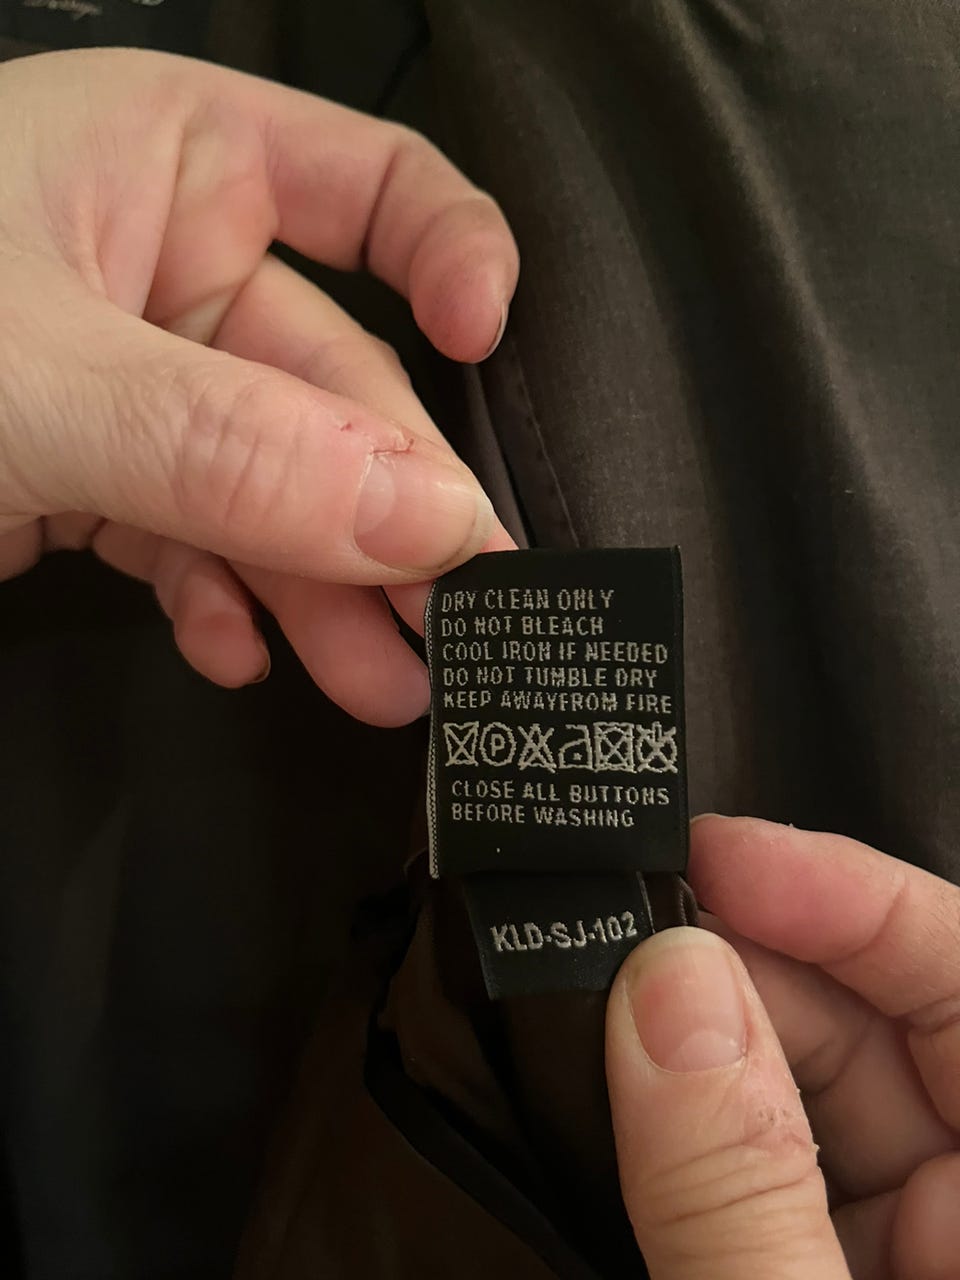 DRY CLEAN ONLY
DO NOT BLEACH
COOL IRON IF NEEDED
DO NOT TUMBLE DRY
KEEP AWAYFROM FIRE
P
CLOSE ALL BUTTONS
BEFORE WASHING
KLD-SJ-102